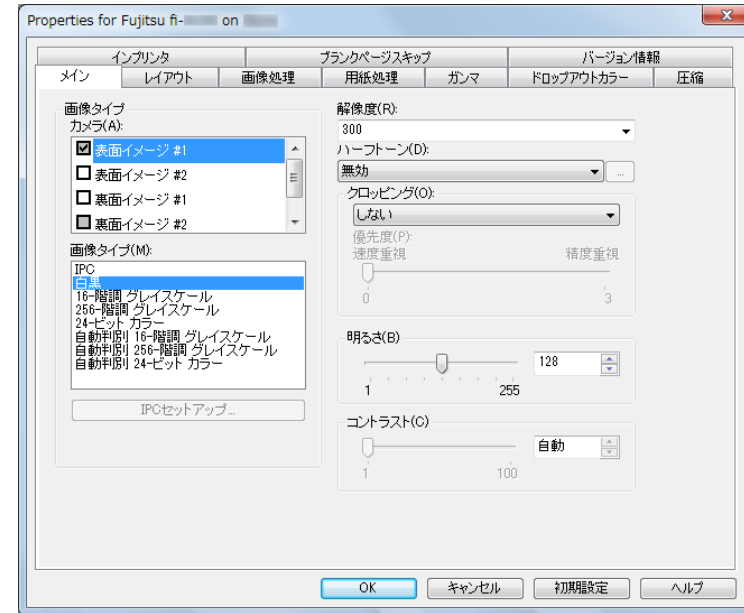 Properties for Fujitsu fi- on
インプリンタ ブランクページスキップ バージョン情報
メイン レイアウト 画像処理 用紙処理 ガンマ ドロップアウトカラー 圧縮
画像タイプ
カメラ(A):
表面イメージ #1
表面イメージ #2
裏面イメージ #1
裏面イメージ #2
画像タイプ(M):
IPC
白黒
16-階調 グレイスケール
256-階調 グレイスケール
24-ビット カラー
自動判別 16-階調 グレイスケール
自動判別 256-階調 グレイスケール
自動判別 24-ビット カラー
IPCセットアップ...
解像度(R):
300
ハーフトーン(D):
無効
...
クロッピング(O):
しない
優先度(P):
速度重視 精度重視
0 3
明るさ(B)
128
1 255
コントラスト(C)
自動
1 100
OK キャンセル 初期設定 ヘルプ